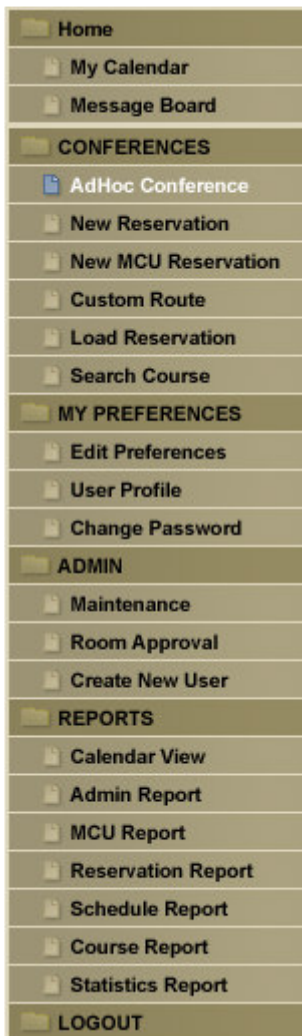 Home
My Calendar
Message Board
CONFERENCES
AdHoc Conference
New Reservation
New MCU Reservation
Custom Route
Load Reservation
Search Course
MY PREFERENCES
Edit Preferences
User Profile
Change Password
ADMIN
Maintenance
Room Approval
Create New User
REPORTS
Calendar View
Admin Report
MCU Report
Reservation Report
Schedule Report
Course Report
Statistics Report
LOGOUT